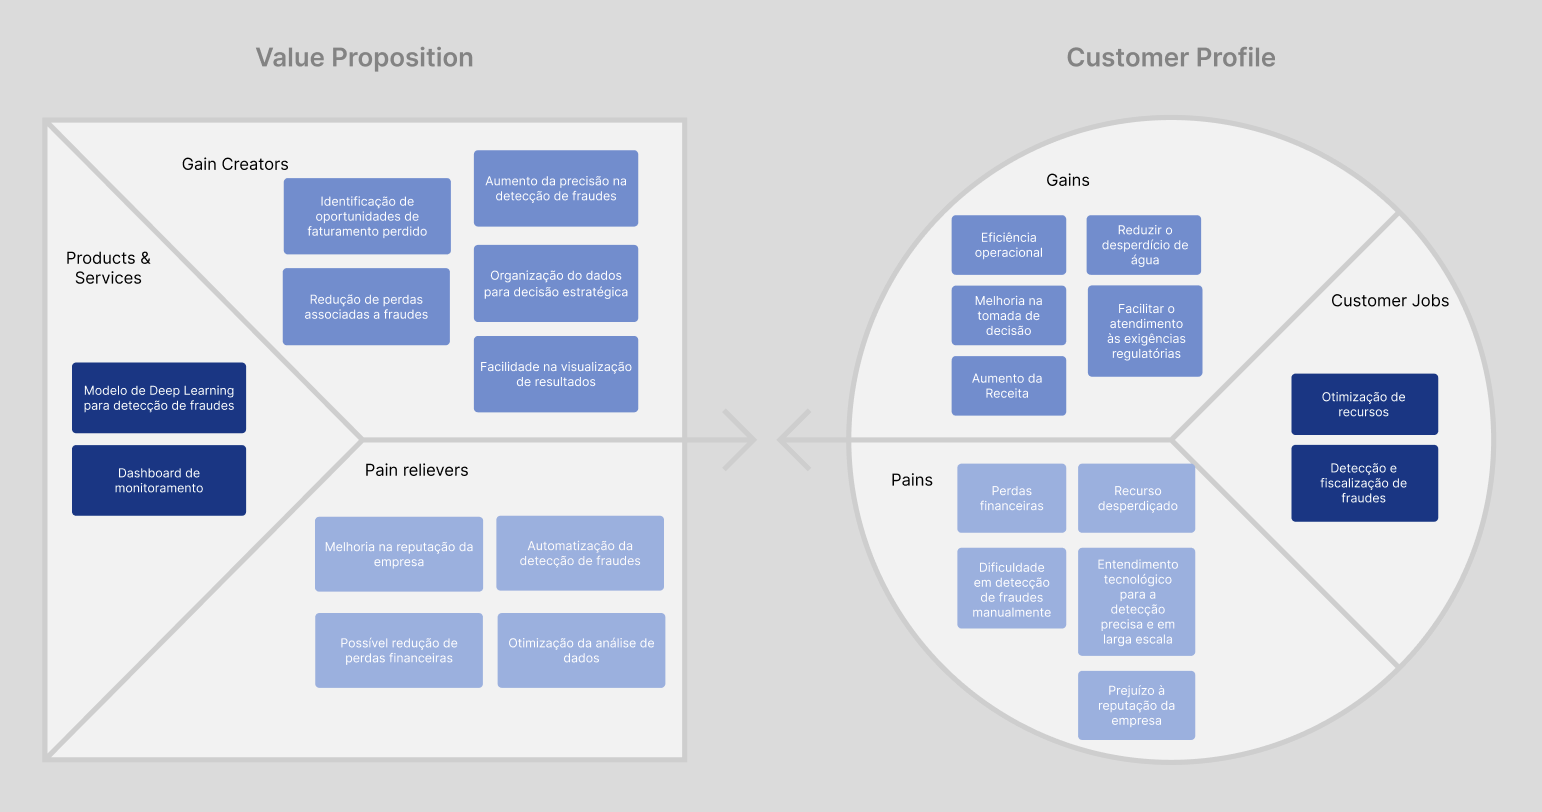 Value Proposition
Customer Profile
Gain Creators
Identificação de
oportunidades de
faturamento perdido
Aumento da precisão na
detecção de fraudes
Redução de perdas
associadas a fraudes
Organização do dados
para decisão estratégica
Facilidade na visualização
de resultados
Products &
Services
Modelo de Deep Learning
para detecção de fraudes
Dashboard de
monitoramento
Pain relievers
Melhoria na reputação da
empresa
Automatização da
detecção de fraudes
Possível redução de
perdas financeiras
Otimização da análise de
dados
Gains
Eficiência
operacional
Reduzir o
desperdício de
água
Melhoria na
tomada de
decisão
Facilitar o
atendimento
às exigências
regulatórias
Aumento da
Receita
Customer Jobs
Otimização de
recursos
Detecção e
fiscalização de
fraudes
Pains
Perdas
financeiras
Recurso
desperdiçado
Dificuldade
em detecção
de fraudes
manualmente
Entendimento
tecnológico
para a
detecção
precisa e em
larga escala
Prejuízo à
reputação da
empresa